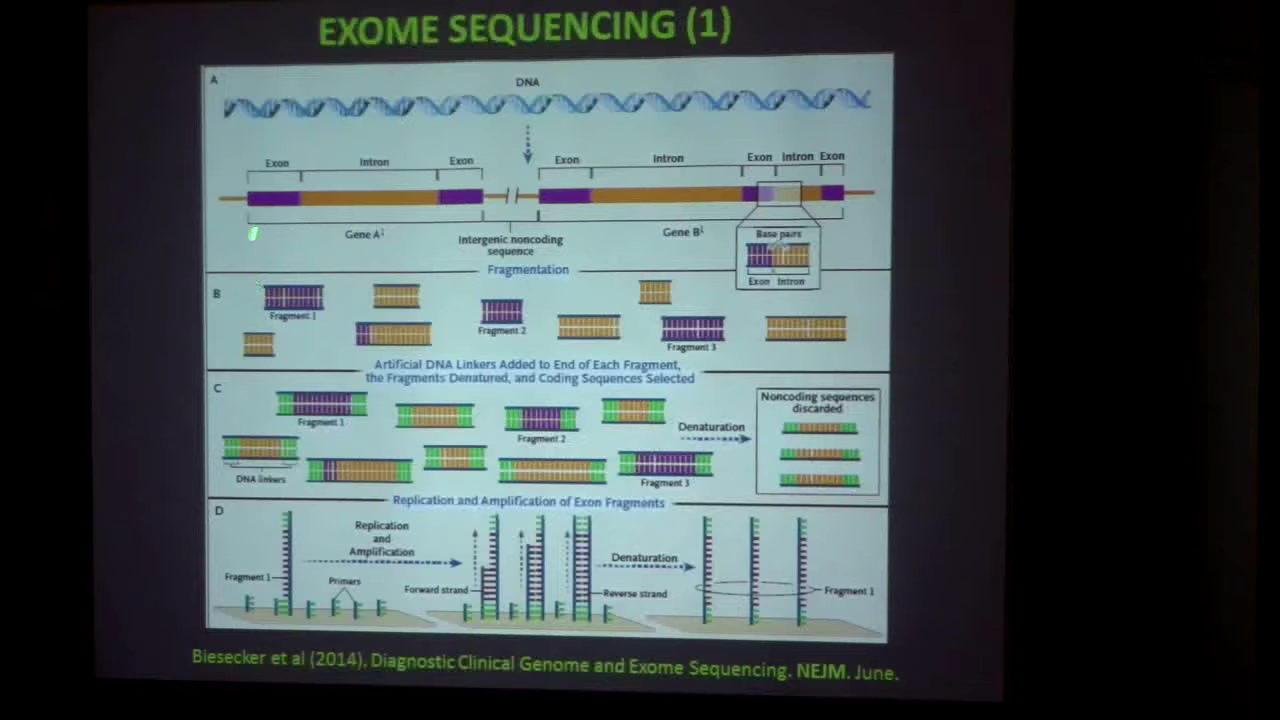 EXOME SEQUENCING (1)
A
DNA
Exon Intron Exon Exon Intron Exon Intron Exon
Gene A Intergenic noncoding sequence Gene B
Base pairs
Exon Intron
Fragmentation
B
Fragment 1
Fragment 2
Fragment 3
Artificial DNA Linkers Added to End of Each Fragment,
the Fragments Denatured, and Coding Sequences Selected
C
Noncoding sequences
discarded
Fragment 1
Fragment 2
Denaturation
DNA linkers
Fragment 3
Replication and Amplification of Exon Fragments
D
Replication
and
Amplification
Denaturation
Fragment 1
Primers
Forward strand
Reverse strand
Fragment 1
Biesecker et al (2014). Diagnostic Clinical Genome and Exome Sequencing. NEJM. June.